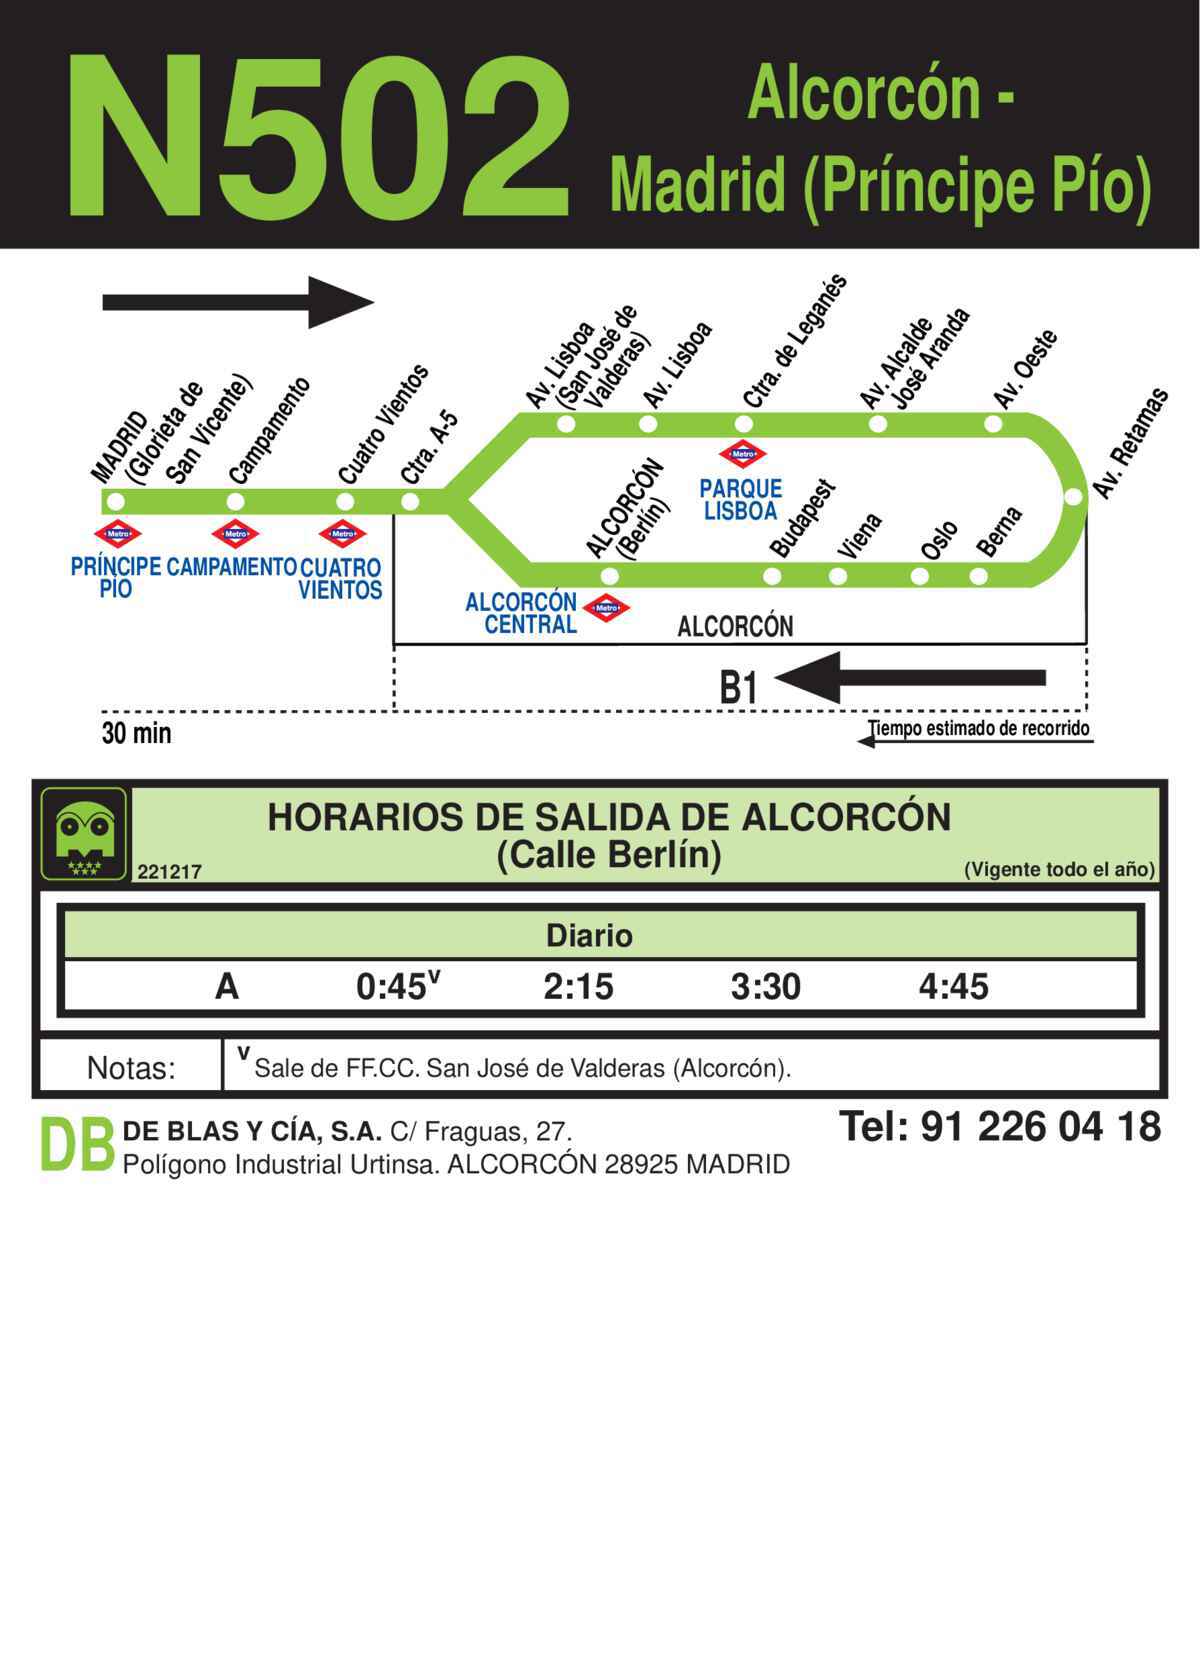 N502
Alcorcón -
Madrid (Príncipe Pío)
MADRID
(Glorieta de
San Vicente)
Campamento
Cuatro Vientos
Ctra. A-5
Av. Lisboa
(San José de
Valderas)
Av. Lisboa
Ctra. de Leganés
Av. Alcalde
José Aranda
Av. Oeste
Av. Retamas
Metro
PRÍNCIPE
PÍO
Metro
CAMPAMENTO
Metro
CUATRO
VIENTOS
Metro
PARQUE
LISBOA
ALCORCÓN
(Berlín)
Budapest
Viena
Oslo
Berna
ALCORCÓN
CENTRAL
Metro
ALCORCÓN
B1
30 min
Tiempo estimado de recorrido
HORARIOS DE SALIDA DE ALCORCÓN
(Calle Berlín)
221217
(Vigente todo el año)
Diario
A 0:45v 2:15 3:30 4:45
Notas:
v Sale de FF.CC. San José de Valderas (Alcorcón).
DB
DE BLAS Y CÍA, S.A. C/ Fraguas, 27.
Polígono Industrial Urtinsa. ALCORCÓN 28925 MADRID
Tel: 91 226 04 18